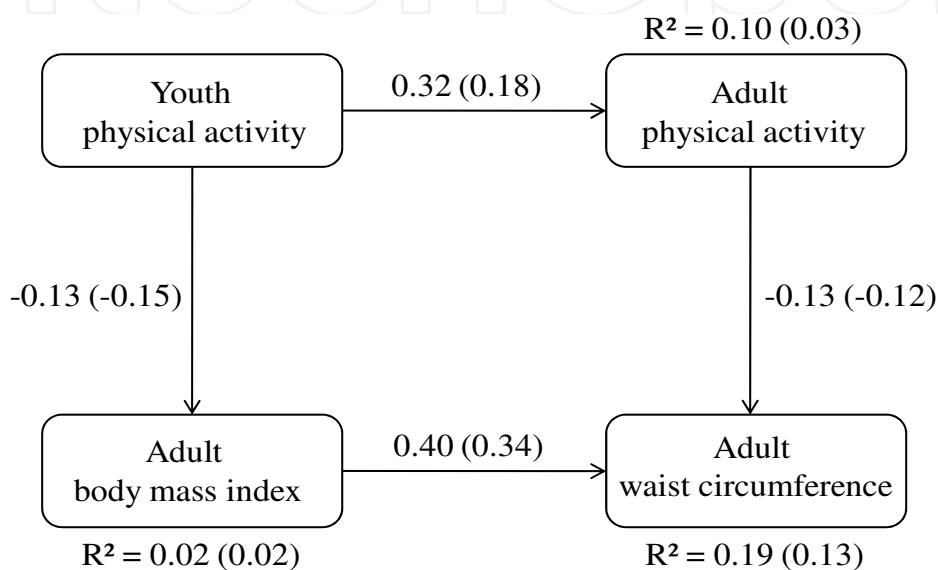 R² = 0.10 (0.03)
Youth
physical activity
0.32 (0.18)
Adult
physical activity
-0.13 (-0.15)
-0.13 (-0.12)
Adult
body mass index
0.40 (0.34)
Adult
waist circumference
R² = 0.02 (0.02)
R² = 0.19 (0.13)